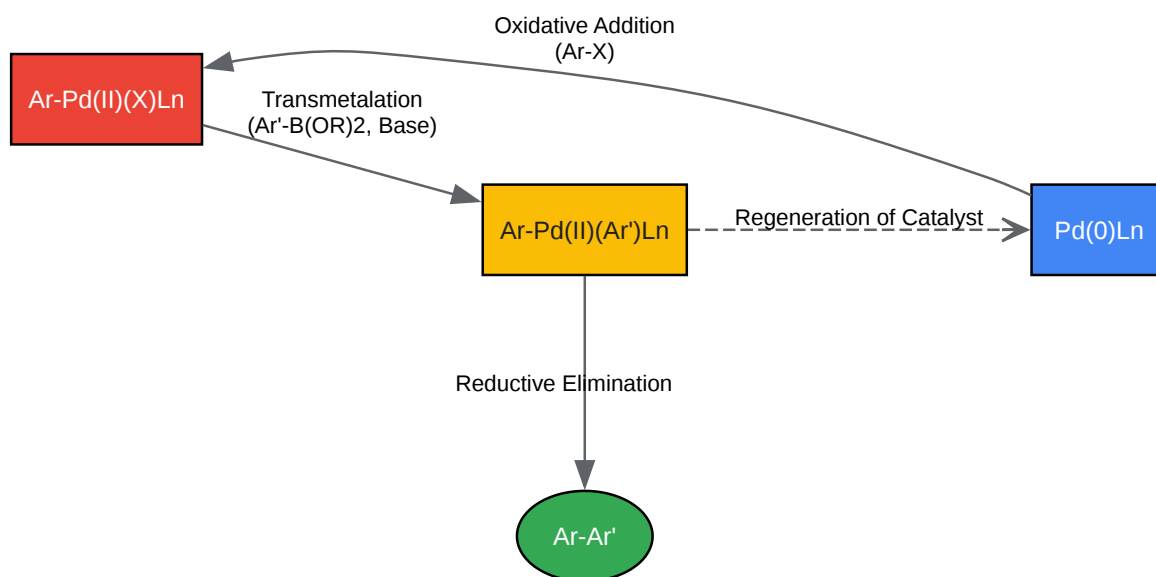 Oxidative Addition
(Ar-X)
Ar-Pd(II)(X)Ln
Transmetalation
(Ar'-B(OR)2, Base)
Ar-Pd(II)(Ar')Ln
Regeneration of Catalyst
Pd(0)Ln
Reductive Elimination
Ar-Ar'